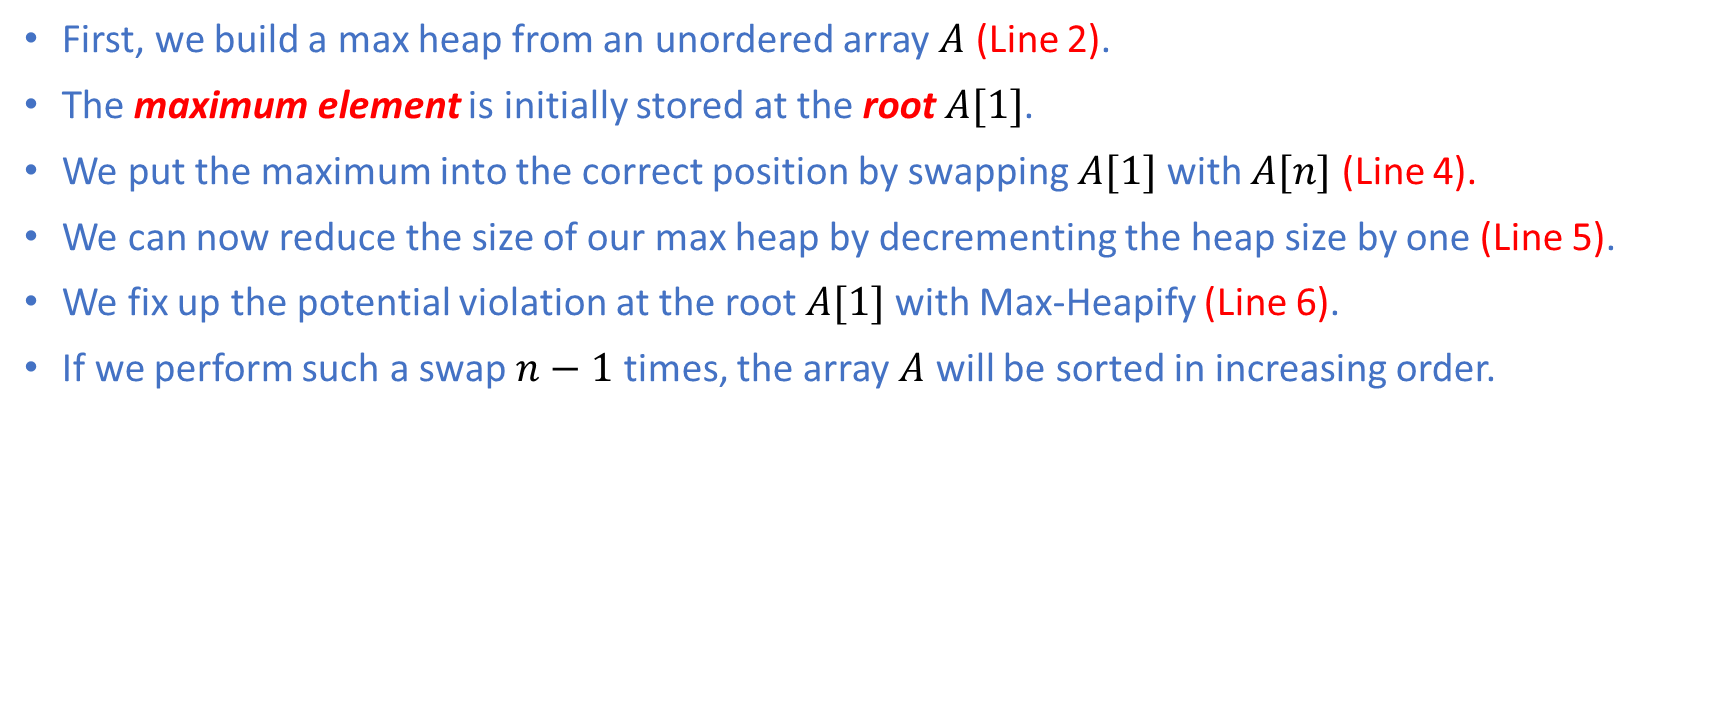 • First, we build a max heap from an unordered array A (Line 2).
• The maximum element is initially stored at the root A[1].
• We put the maximum into the correct position by swapping A[1] with A[n] (Line 4).
• We can now reduce the size of our max heap by decrementing the heap size by one (Line 5).
• We fix up the potential violation at the root A[1] with Max-Heapify (Line 6).
• If we perform such a swap n − 1 times, the array A will be sorted in increasing order.